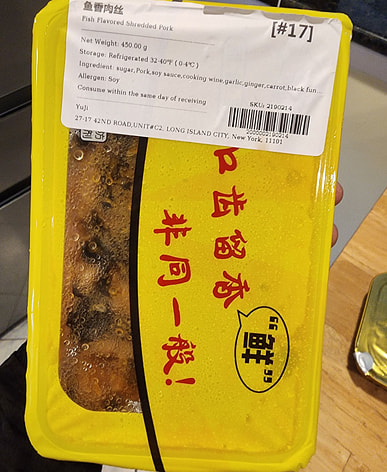 鱼香肉丝
[#17]
Fish Flavored Shredded Pork
Net Weight: 450.00 g
Storage: Refrigerated 32-40°F ( 0-4°C )
Ingredient: sugar,Pork,soy sauce,cooking wine,garlic,ginger,carrot,black fun...
Allergen: Soy
Consume within the same day of receiving
SKU: 2190214
YuJi
27-17 42ND ROAD,UNIT#C2, LONG ISLAND CITY, New York, 11101
口齿留香
非同一般!
“鲜”